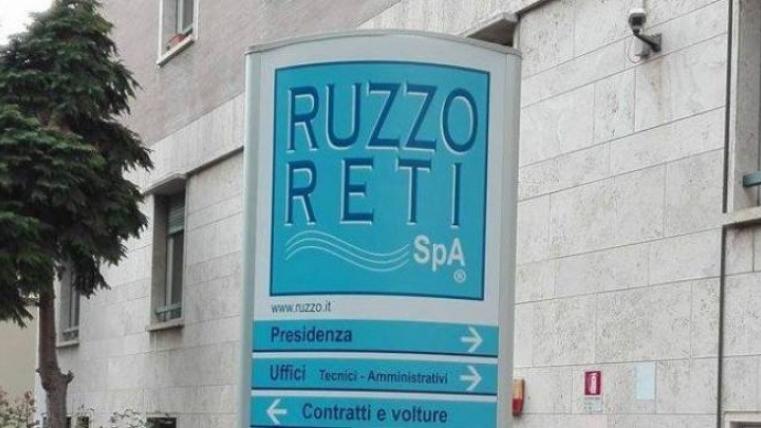 RUZZO
RETI
SpA
®
www.ruzzo.it
Presidenza
Uffici Tecnici - Amministrativi
Contratti e volture